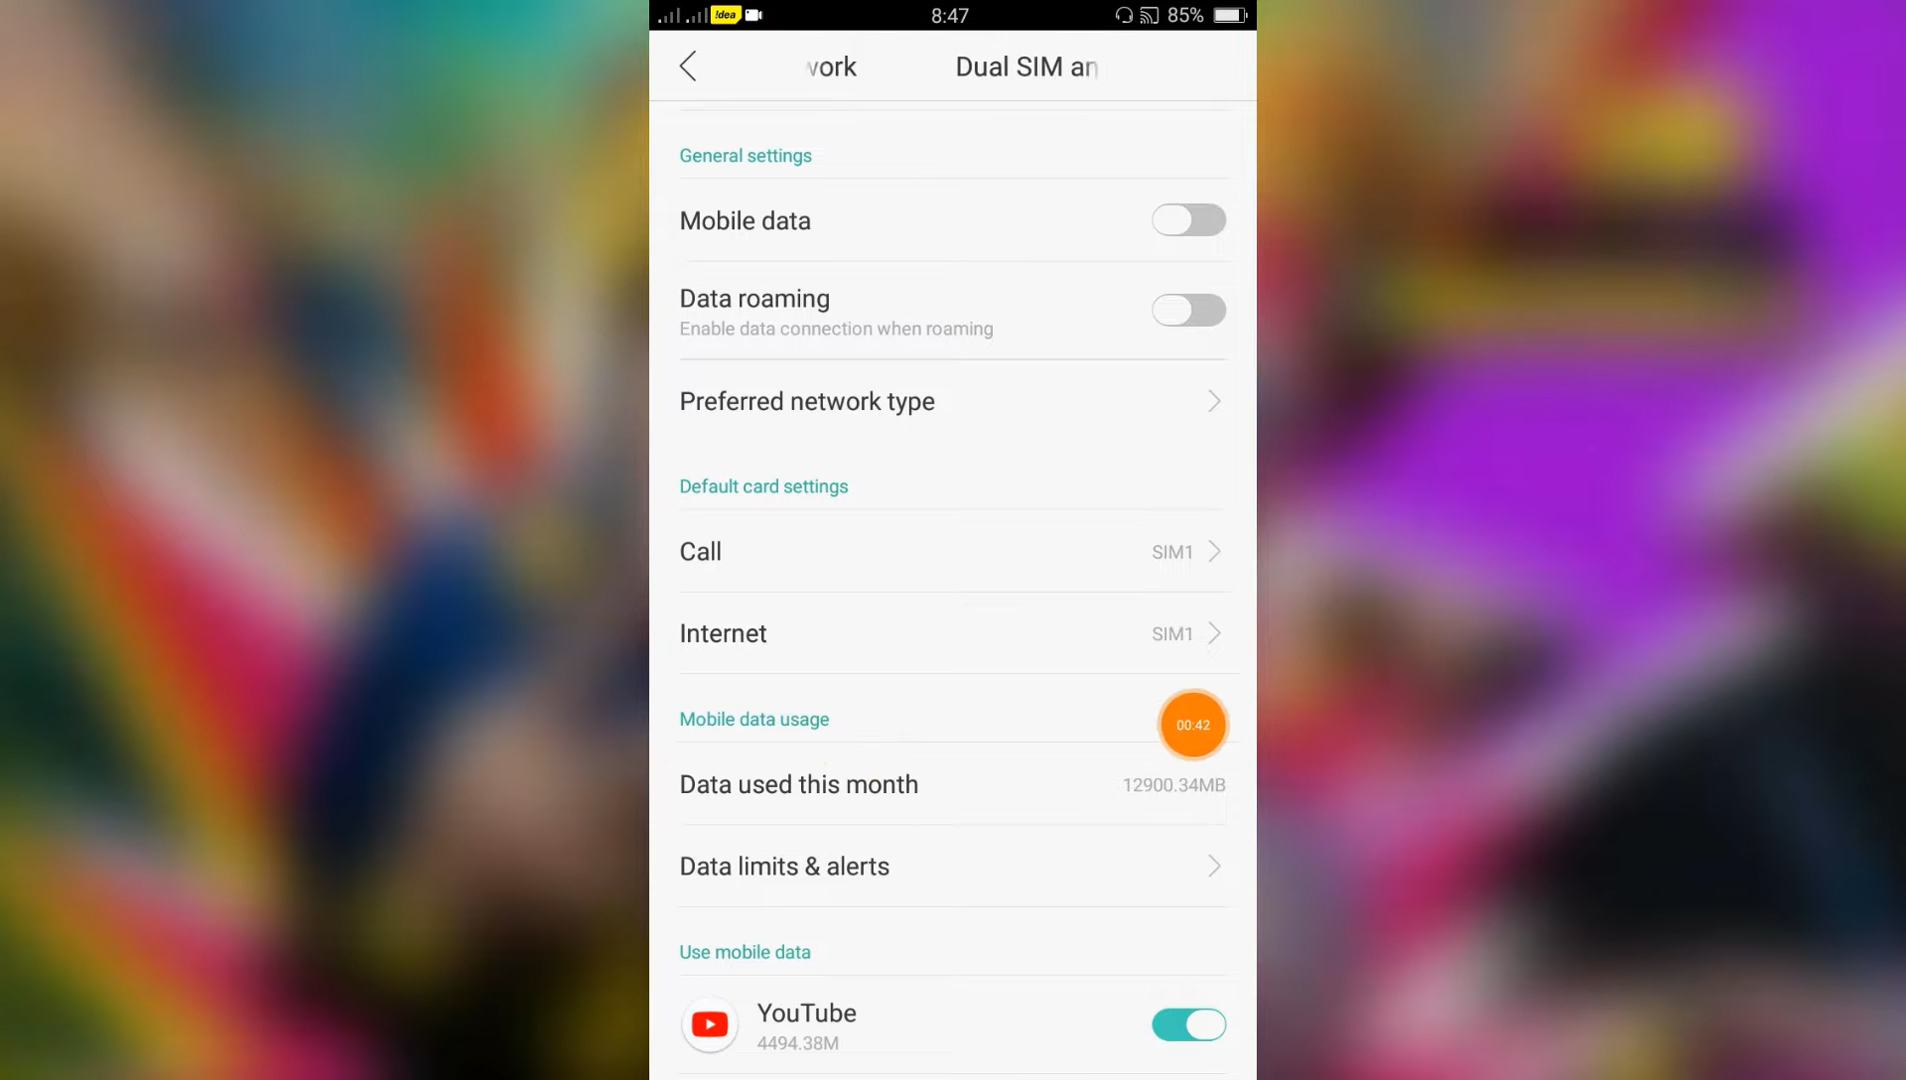 !dea 8:47 85%
work Dual SIM an
General settings
Mobile data
Data roaming
Enable data connection when roaming
Preferred network type
Default card settings
Call SIM1
Internet SIM1
Mobile data usage
00:42
Data used this month 12900.34MB
Data limits & alerts
Use mobile data
YouTube
4494.38M